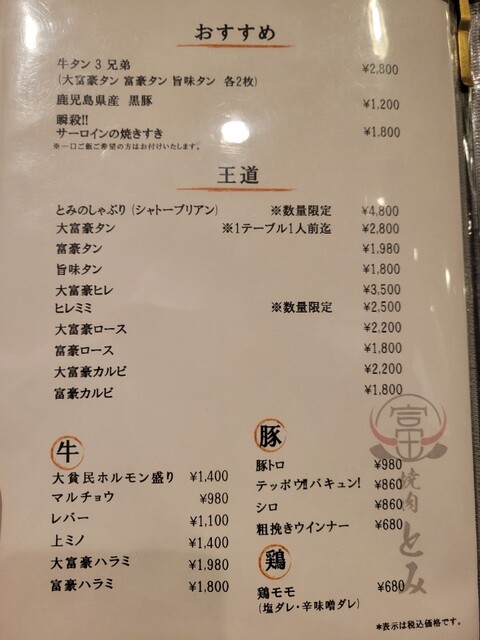 おすすめ
牛タン 3 兄弟 ¥2,800
(大富豪タン 富豪タン 旨味タン 各2枚)
鹿児島県産 黒豚 ¥1,200
瞬殺!!
サーロインの焼きすき ¥1,800
※一口ご飯ご希望の方はお付けいたします。
王道
とみのしゃぶり (シャトーブリアン) ※数量限定 ¥4,800
大富豪タン ※1テーブル1人前迄 ¥2,800
富豪タン ¥1,980
旨味タン ¥1,800
大富豪ヒレ ¥3,500
ヒレミミ ※数量限定 ¥2,500
大富豪ロース ¥2,200
富豪ロース ¥1,800
大富豪カルビ ¥2,200
富豪カルビ ¥1,800
牛
大貧民ホルモン盛り ¥1,400
マルチョウ ¥980
レバー ¥1,100
上ミノ ¥1,400
大富豪ハラミ ¥1,980
富豪ハラミ ¥1,800
豚
豚トロ ¥980
テッポウ!!バキュン! ¥860
シロ ¥860
粗挽きウインナー ¥680
鶏
鶏モモ ¥680
(塩ダレ・辛味噌ダレ)
富
焼肉とみ
*表示は税込価格です。